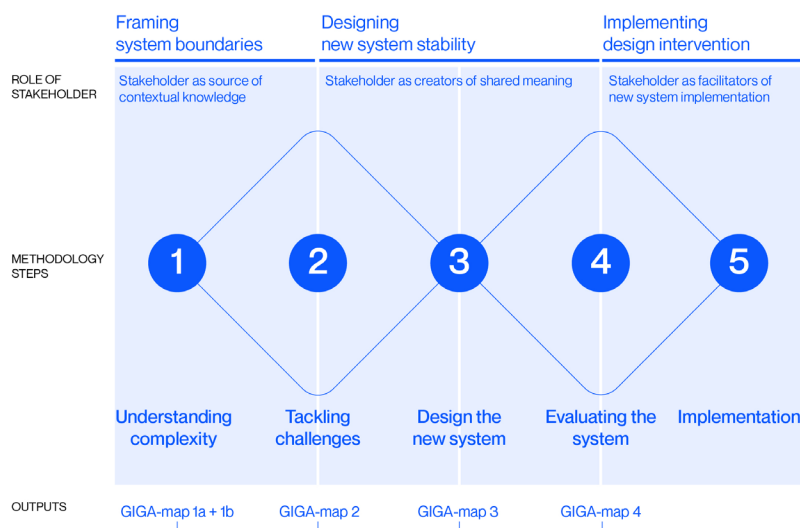 Framing
system boundaries
Designing
new system stability
Implementing
design intervention
ROLE OF
STAKEHOLDER
Stakeholder as source of
contextual knowledge
Stakeholder as creators of shared meaning
Stakeholder as facilitators of
new system implementation
METHODOLOGY
STEPS
1
2
3
4
5
Understanding
complexity
Tackling
challenges
Design the
new system
Evaluating the
system
Implementation
OUTPUTS
GIGA-map 1a + 1b
GIGA-map 2
GIGA-map 3
GIGA-map 4